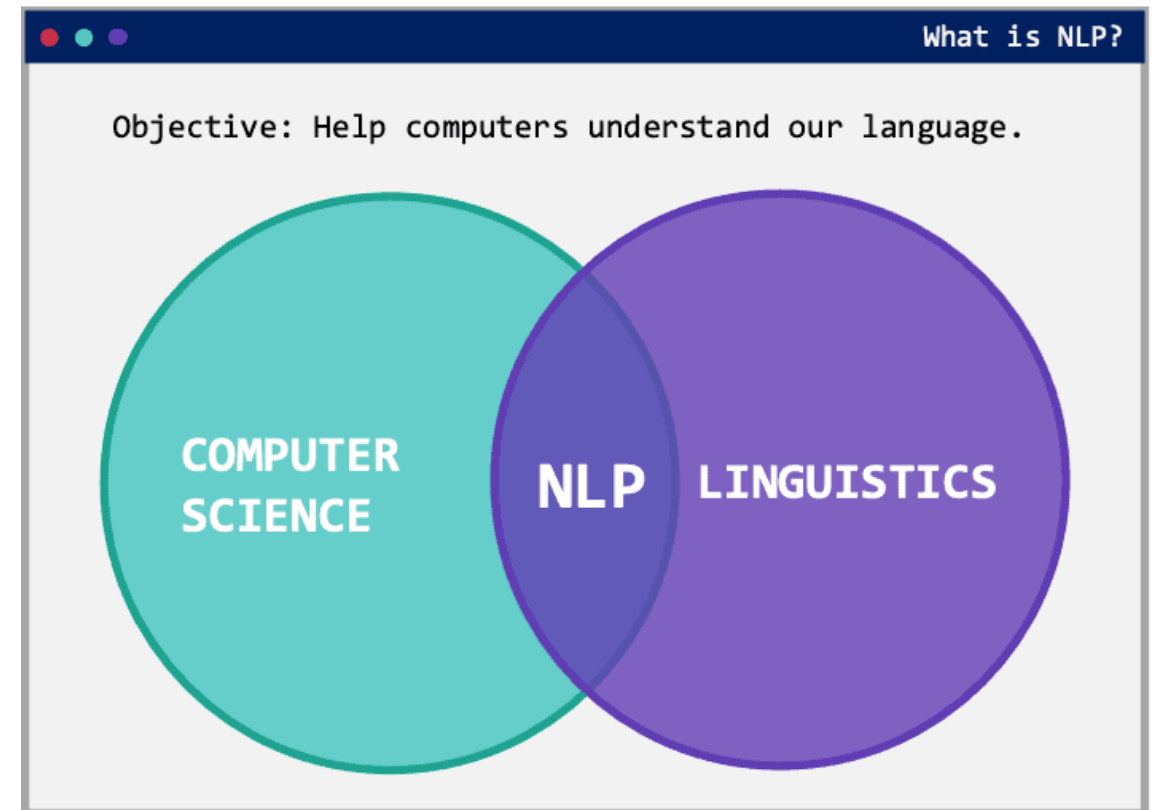 What is NLP?
Objective: Help computers understand our language.
COMPUTER
SCIENCE
NLP
LINGUISTICS